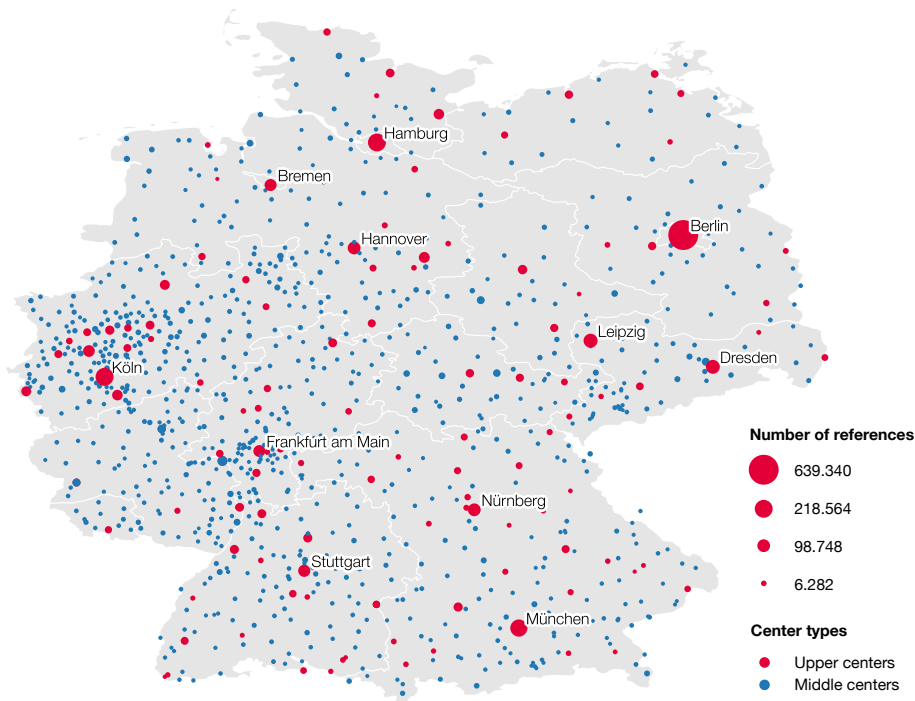 Hamburg
Bremen
Berlin
Hannover
Leipzig
Dresden
Köln
Frankfurt am Main
Nürnberg
Stuttgart
München
Number of references
639.340
218.564
98.748
6.282
Center types
Upper centers
Middle centers